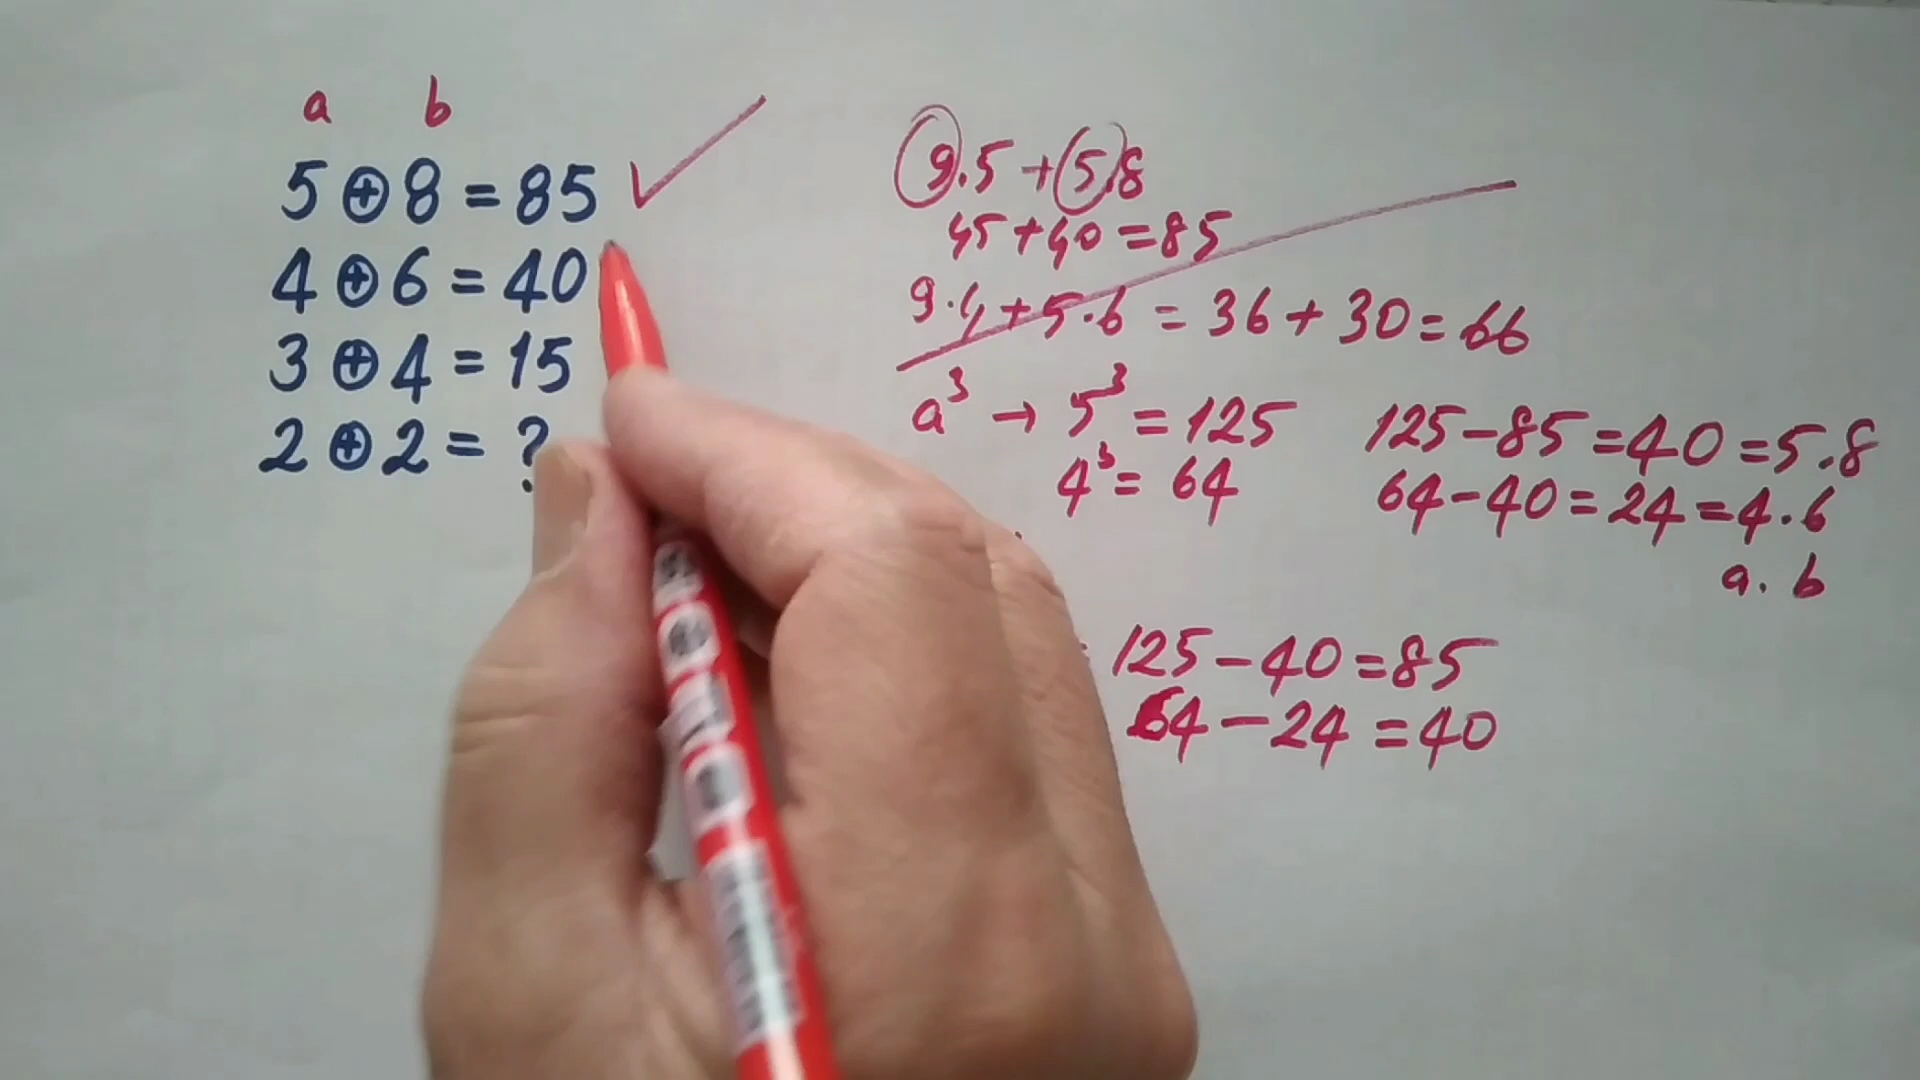 a b
5 ⊕ 8 = 85
4 ⊕ 6 = 40
3 ⊕ 4 = 15
2 ⊕ 2 = ?
9.5 + 5.8
45 + 40 = 85
9.4 + 5.6 = 36 + 30 = 66
a³ → 5³ = 125
4³ = 64
125 - 85 = 40 = 5.8
64 - 40 = 24 = 4.6
a.b
125 - 40 = 85
64 - 24 = 40